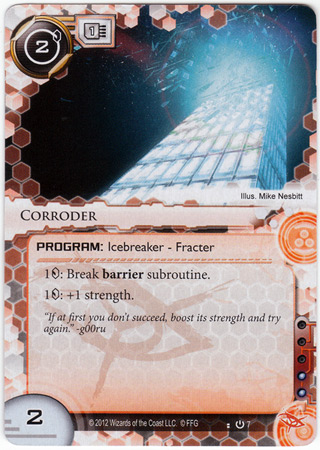 2
1
Illus. Mike Nesbitt
CORRODER
PROGRAM: Icebreaker - Fracter
1: Break barrier subroutine.
1: +1 strength.
"If at first you don't succeed, boost its strength and try
again." -g00ru
2
© 2012 Wizards of the Coast LLC. © FFG
7